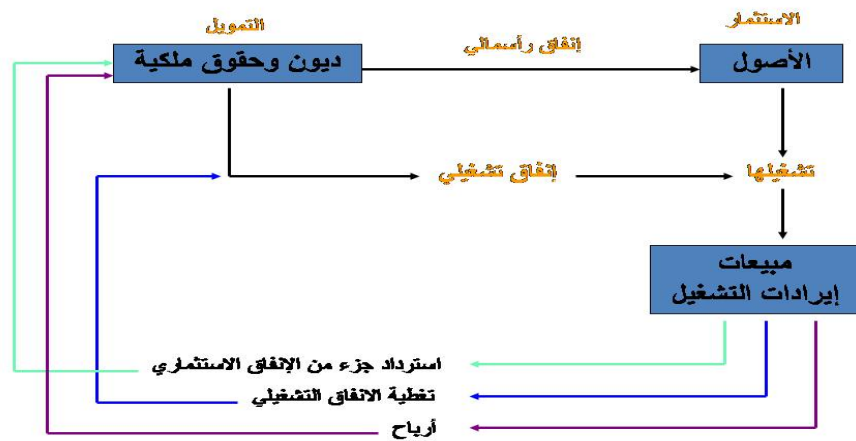 الاستثمار
التمويل
الأصول
إنفاق رأسمالي
ديون وحقوق ملكية
تشغيلها
إنفاق تشغيلي
مبيعات
إيرادات التشغيل
استرداد جزء من الإنفاق الاستثماري
تغطية الانفاق التشغيلي
أرباح